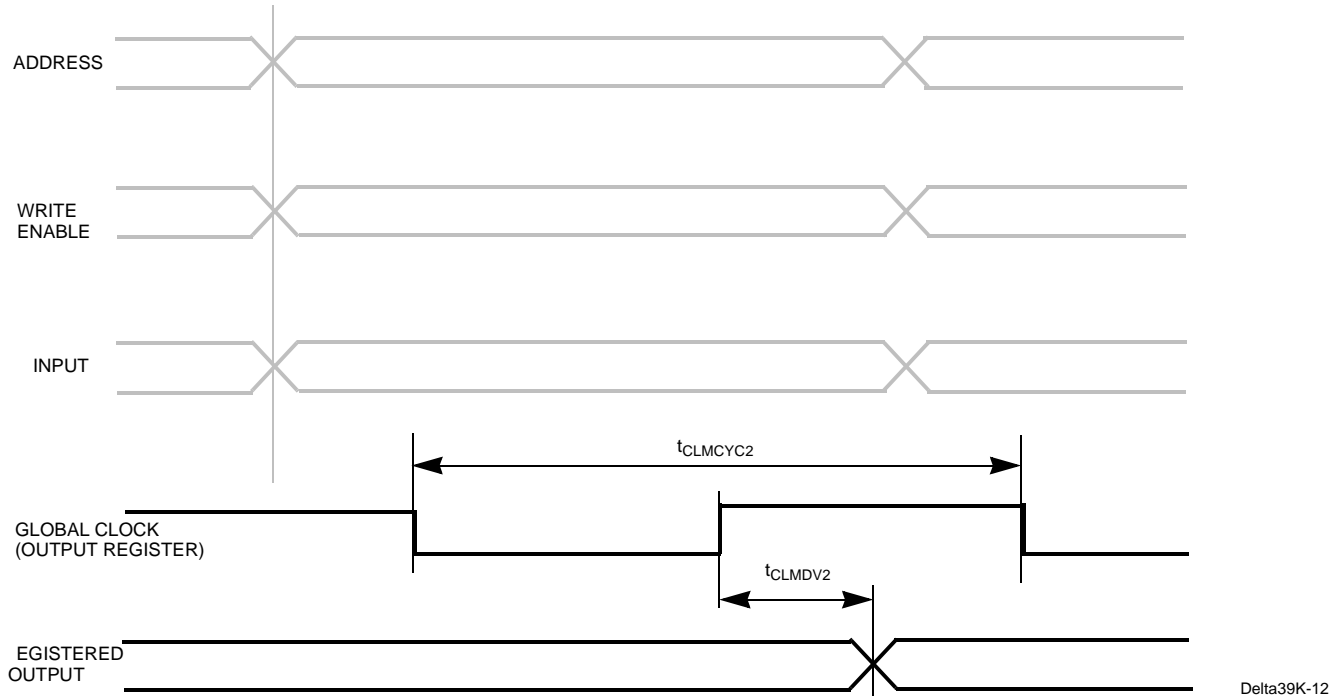 ADDRESS
WRITE
ENABLE
INPUT
tCLMCYC2
GLOBAL CLOCK
(OUTPUT REGISTER)
tCLMDV2
EGISTERED
OUTPUT
Delta39K-12